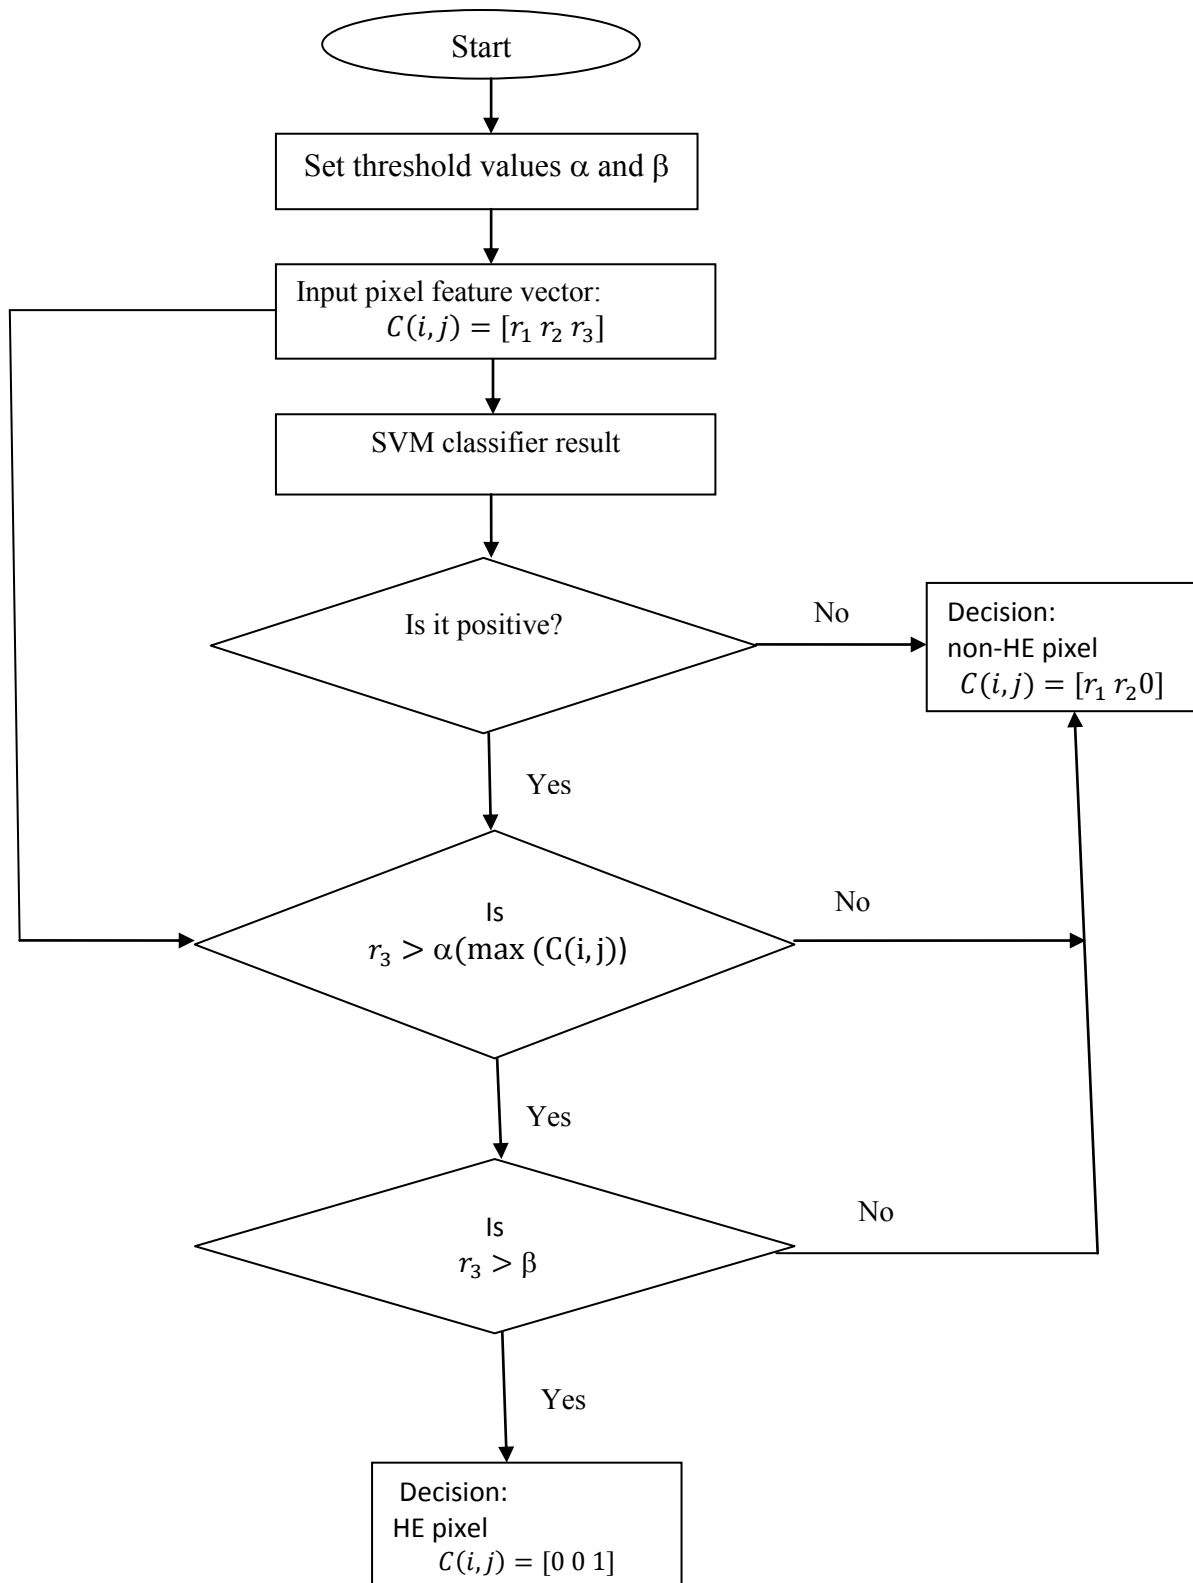 Start
Set threshold values α and β
Input pixel feature vector:
C(i, j) = [r₁ r₂ r₃]
SVM classifier result
Is it positive?
No
Decision:
non-HE pixel
C(i, j) = [r₁ r₂0]
Yes
Is
r₃ > α(max (C(i, j))
No
Yes
Is
r₃ > β
No
Yes
Decision:
HE pixel
C(i, j) = [0 0 1]